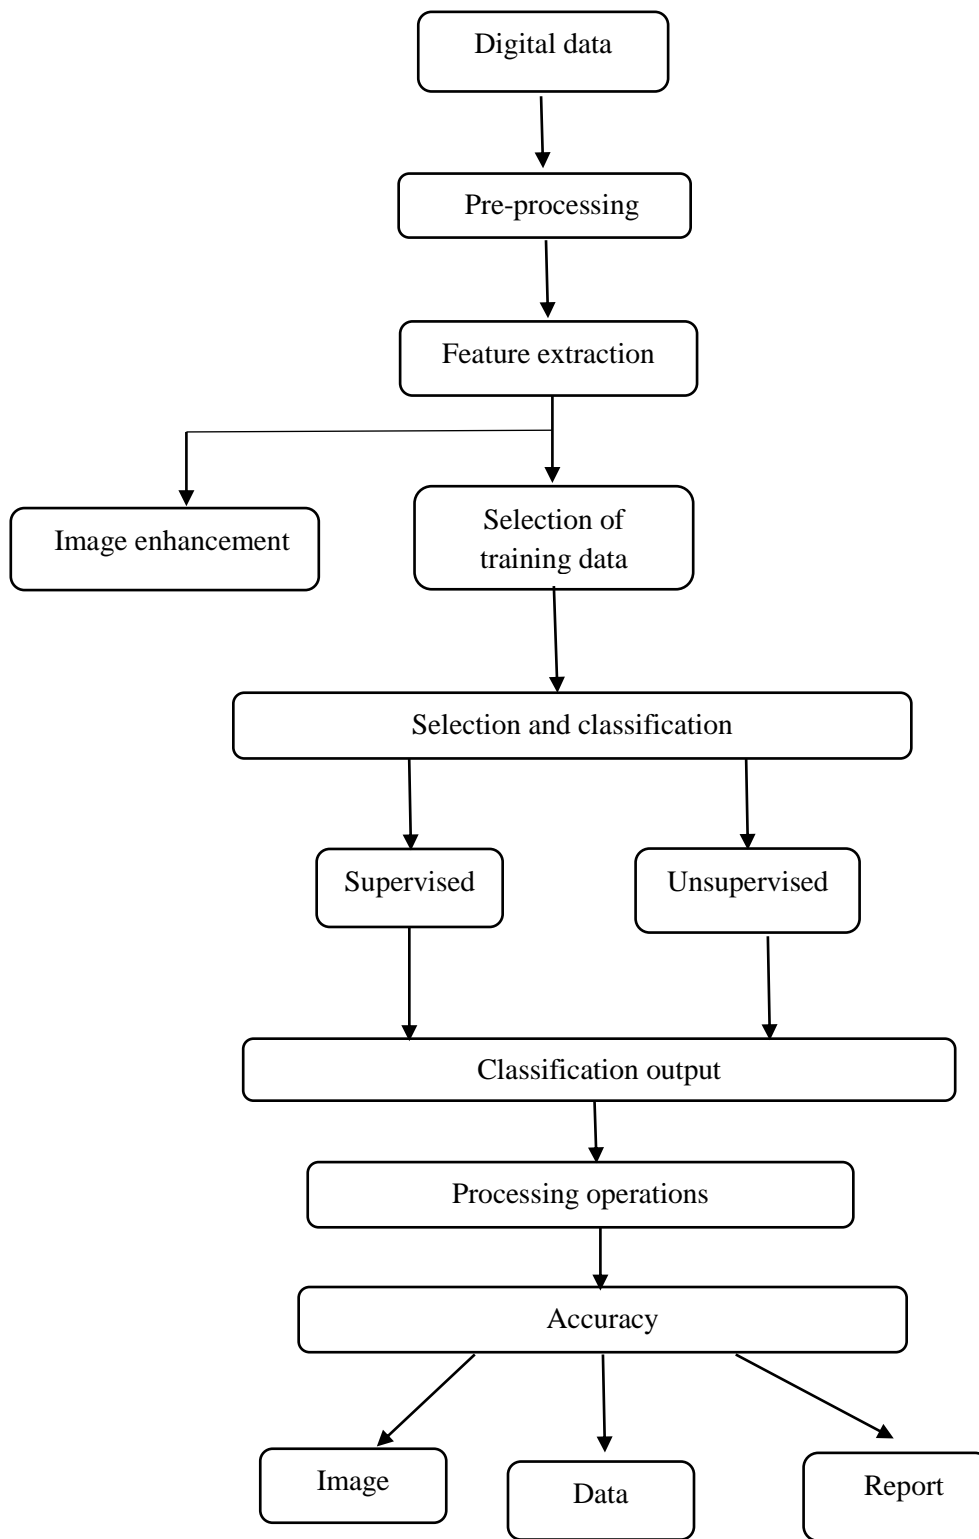 Digital data
Pre-processing
Feature extraction
Image enhancement
Selection of
training data
Selection and classification
Supervised
Unsupervised
Classification output
Processing operations
Accuracy
Image
Data
Report